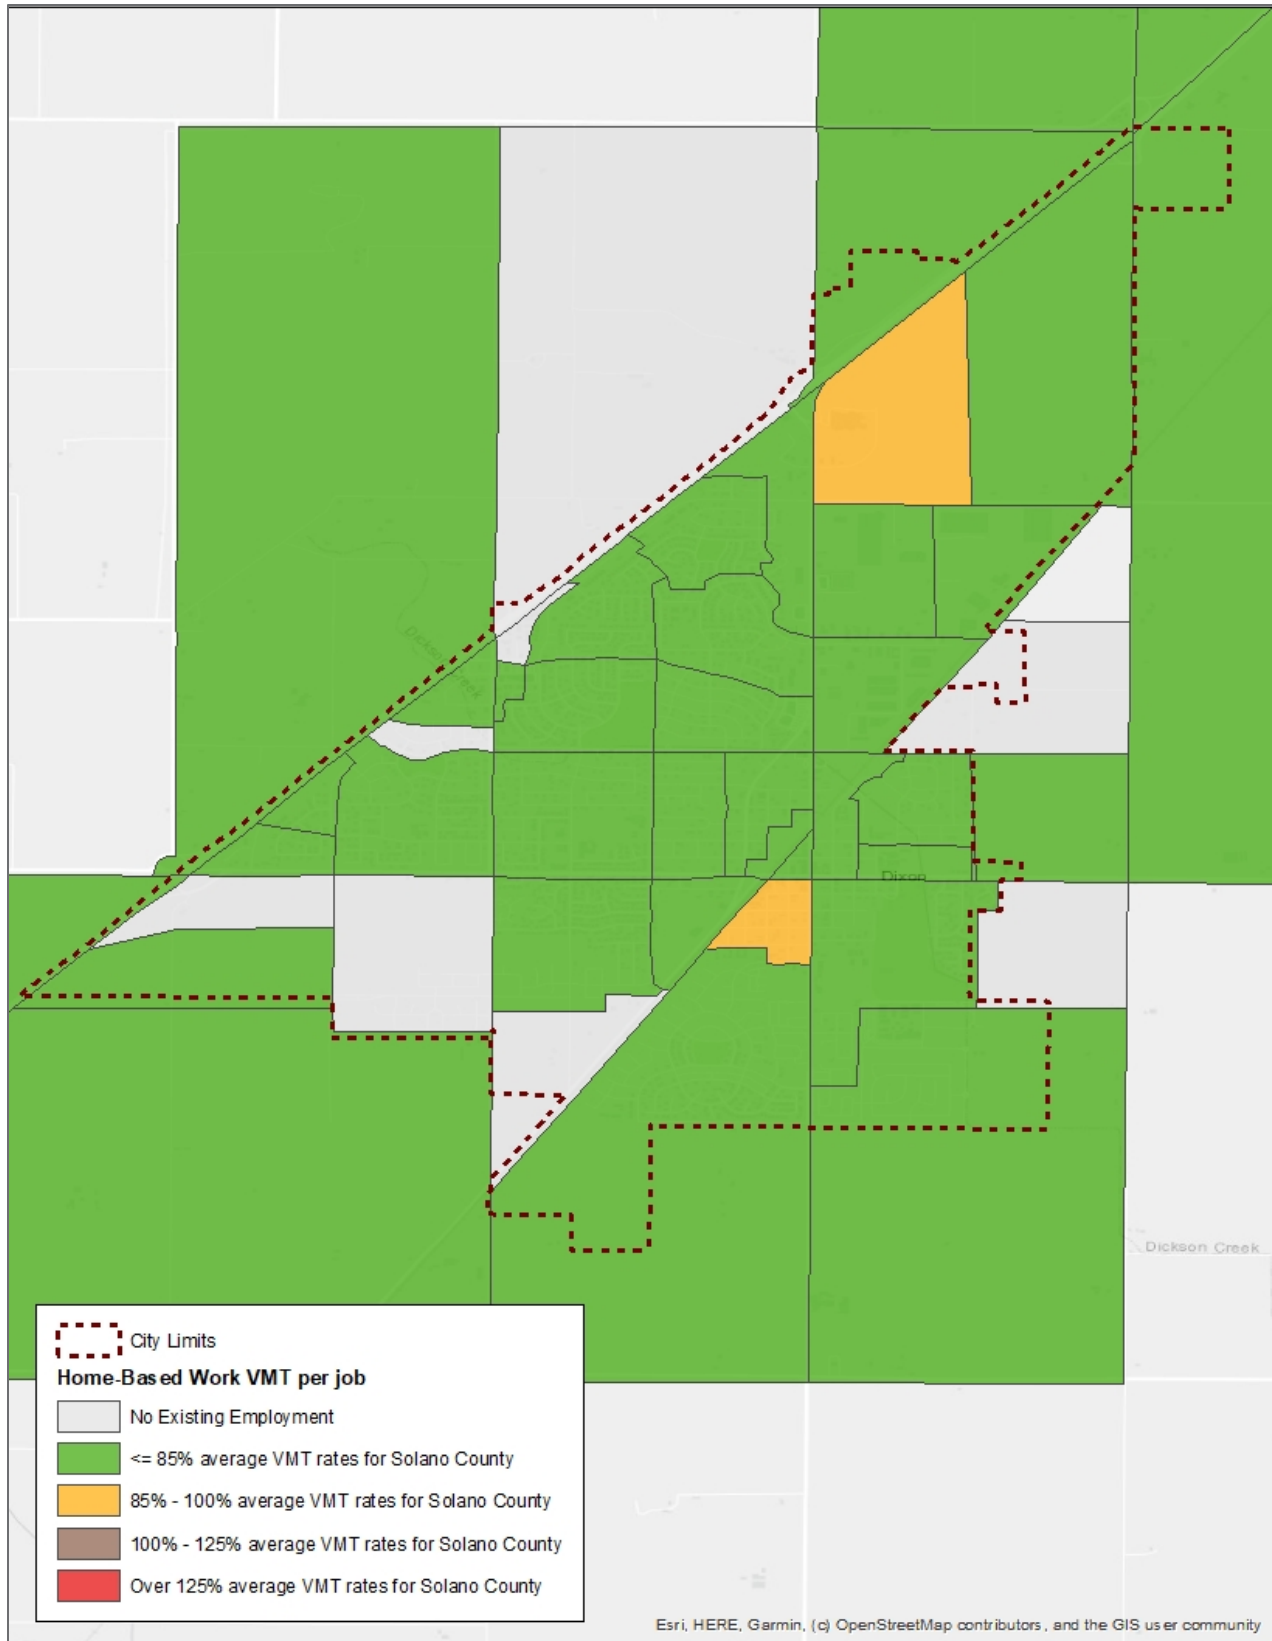 Dickson Creek
Dixon
Dickson Creek
City Limits
Home-Based Work VMT per job
No Existing Employment
<= 85% average VMT rates for Solano County
85% - 100% average VMT rates for Solano County
100% - 125% average VMT rates for Solano County
Over 125% average VMT rates for Solano County
Esri, HERE, Garmin, (c) OpenStreetMap contributors, and the GIS user community